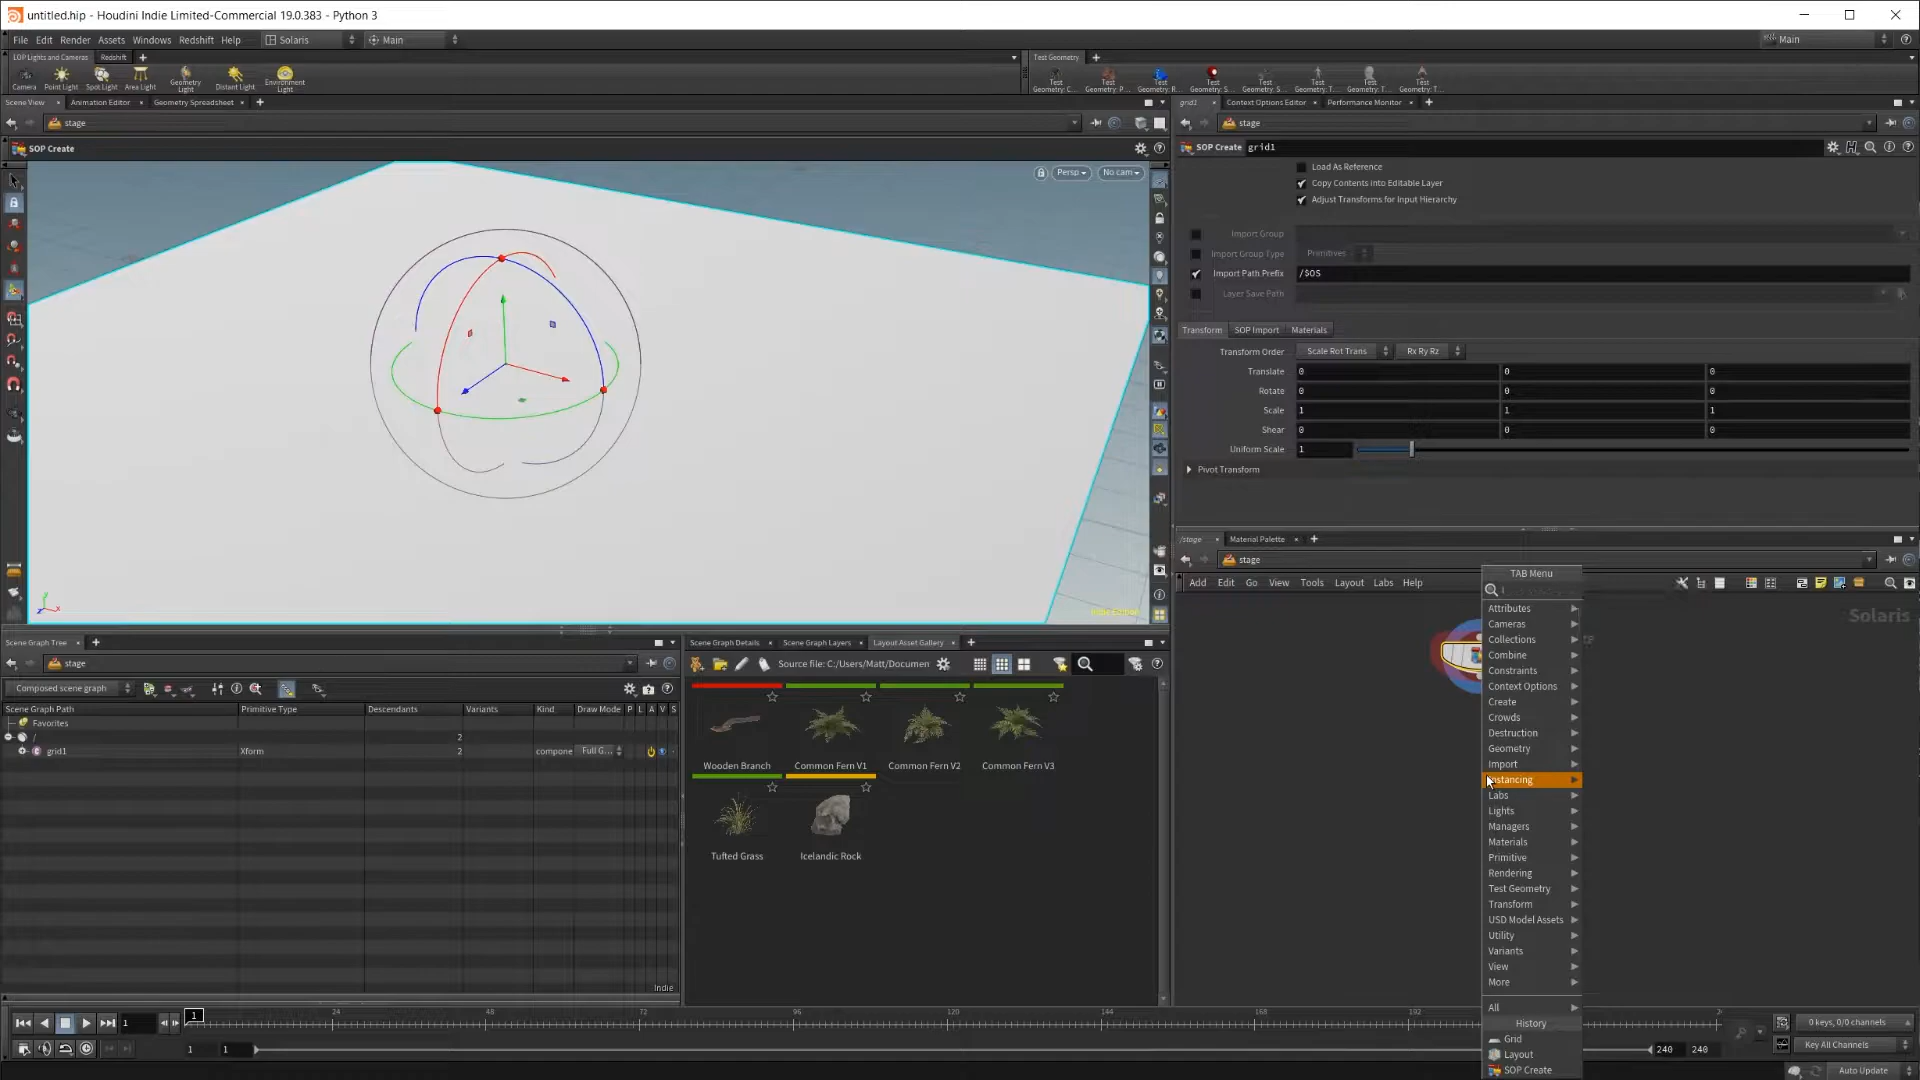 untitled.hip - Houdini Indie Limited-Commercial 19.0.383 - Python 3
File Edit Render Assets Windows Redshift Help Solaris Main
Main
LOP Lights and Cameras Redshift
Camera Point Light Spot Light Area Light Geometry Light Distant Light Environment Light
Test Geometry
Test Geometry: C... Test Geometry: P... Test Geometry: R... Test Geometry: S... Test Geometry: S... Test Geometry: T... Test Geometry: T... Test Geometry: T...
Scene View Animation Editor Geometry Spreadsheet
stage
SOP Create
Persp No cam
Indie Edition
grid1 Context Options Editor Performance Monitor
stage
SOP Create grid1
Load As Reference
Copy Contents into Editable Layer
Adjust Transforms for Input Hierarchy
Import Group
Import Group Type Primitives
Import Path Prefix /$OS
Layer Save Path
Transform SOP Import Materials
Transform Order Scale Rot Trans Rx Ry Rz
Translate 0 0 0
Rotate 0 0 0
Scale 1 1 1
Shear 0 0 0
Uniform Scale 1
Pivot Transform
/stage Material Palette
stage
Add Edit Go View Tools Layout Labs Help
Solaris
TAB Menu
Attributes
Cameras
Collections
Combine
Constraints
Context Options
Create
Crowds
Destruction
Geometry
Import
Instancing
Labs
Lights
Managers
Materials
Primitive
Rendering
Test Geometry
Transform
USD Model Assets
Utility
Variants
View
More
All
History
Grid
Layout
SOP Create
Scene Graph Tree
stage
Composed scene graph
Scene Graph Path Primitive Type Descendants Variants Kind Draw Mode P L A V S
Favorites
/ 2
grid1 Xform 2 compone Full G...
Indie
Scene Graph Details Scene Graph Layers Layout Asset Gallery
Source file: C:/Users/Matt/Documen
Wooden Branch Common Fern V1 Common Fern V2 Common Fern V3
Tufted Grass Icelandic Rock
1 1 24 48 72 96 120 144 168 192
1 1 240 240
0 keys, 0/0 channels
Key All Channels
Auto Update